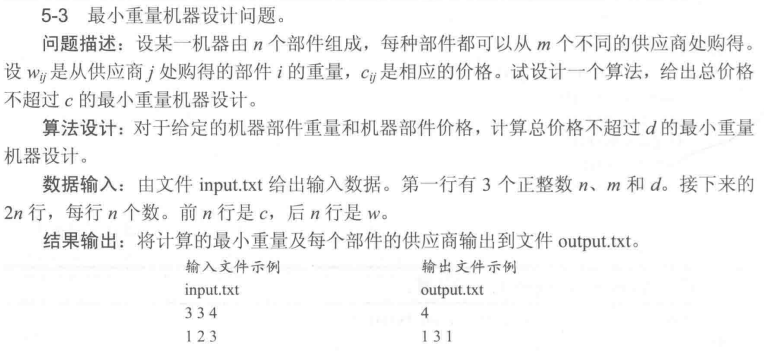 5-3 最小重量机器设计问题。
问题描述：设某一机器由 n 个部件组成，每种部件都可以从 m 个不同的供应商处购得。
设 wij 是从供应商 j 处购得的部件 i 的重量，cij 是相应的价格。试设计一个算法，给出总价格
不超过 c 的最小重量机器设计。
算法设计：对于给定的机器部件重量和机器部件价格，计算总价格不超过 d 的最小重量
机器设计。
数据输入：由文件 input.txt 给出输入数据。第一行有 3 个正整数 n、m 和 d。接下来的
2n 行，每行 n 个数。前 n 行是 c，后 n 行是 w。
结果输出：将计算的最小重量及每个部件的供应商输出到文件 output.txt。
输入文件示例 输出文件示例
input.txt output.txt
3 3 4 4
1 2 3 1 3 1